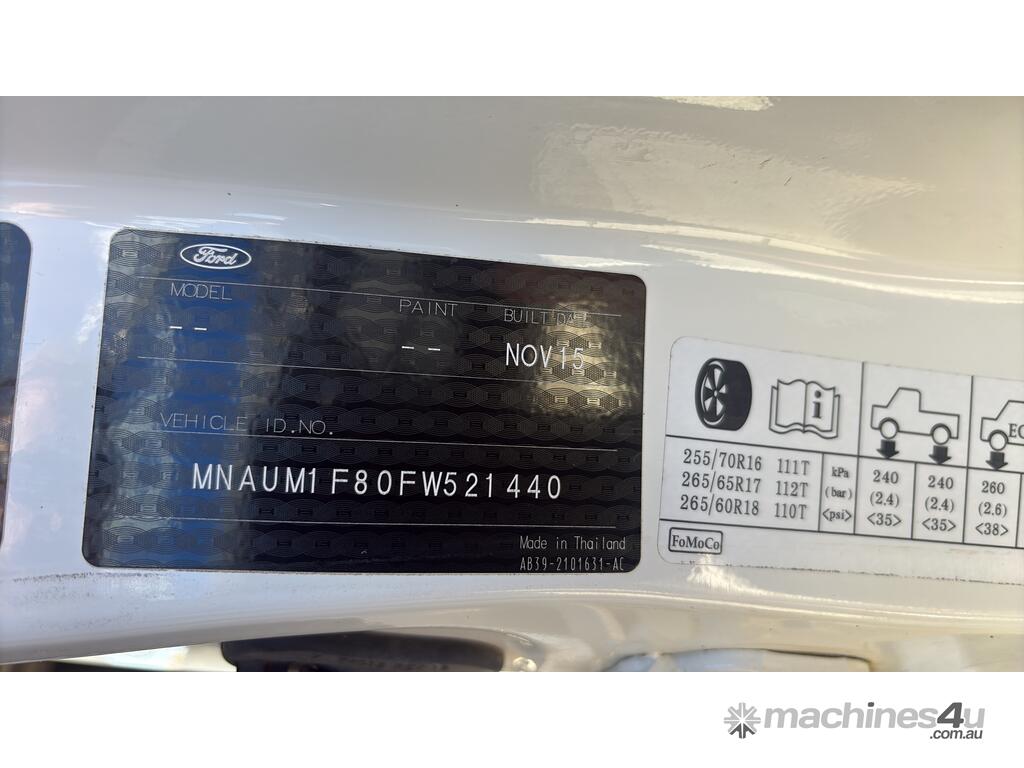 Ford
MODEL
PAINT
BUILT DA
--
--
NOV15
VEHICLE ID.NO.
MNAUM1F80FW521440
Made in Thailand
AB39-2101631-AC
i
EC
255/70R16 111T
265/65R17 112T
265/60R18 110T
kPa
(bar)
<psi>
240
(2.4)
<35>
240
(2.4)
<35>
260
(2.6)
<38>
FoMoCo
machines4u
.com.au